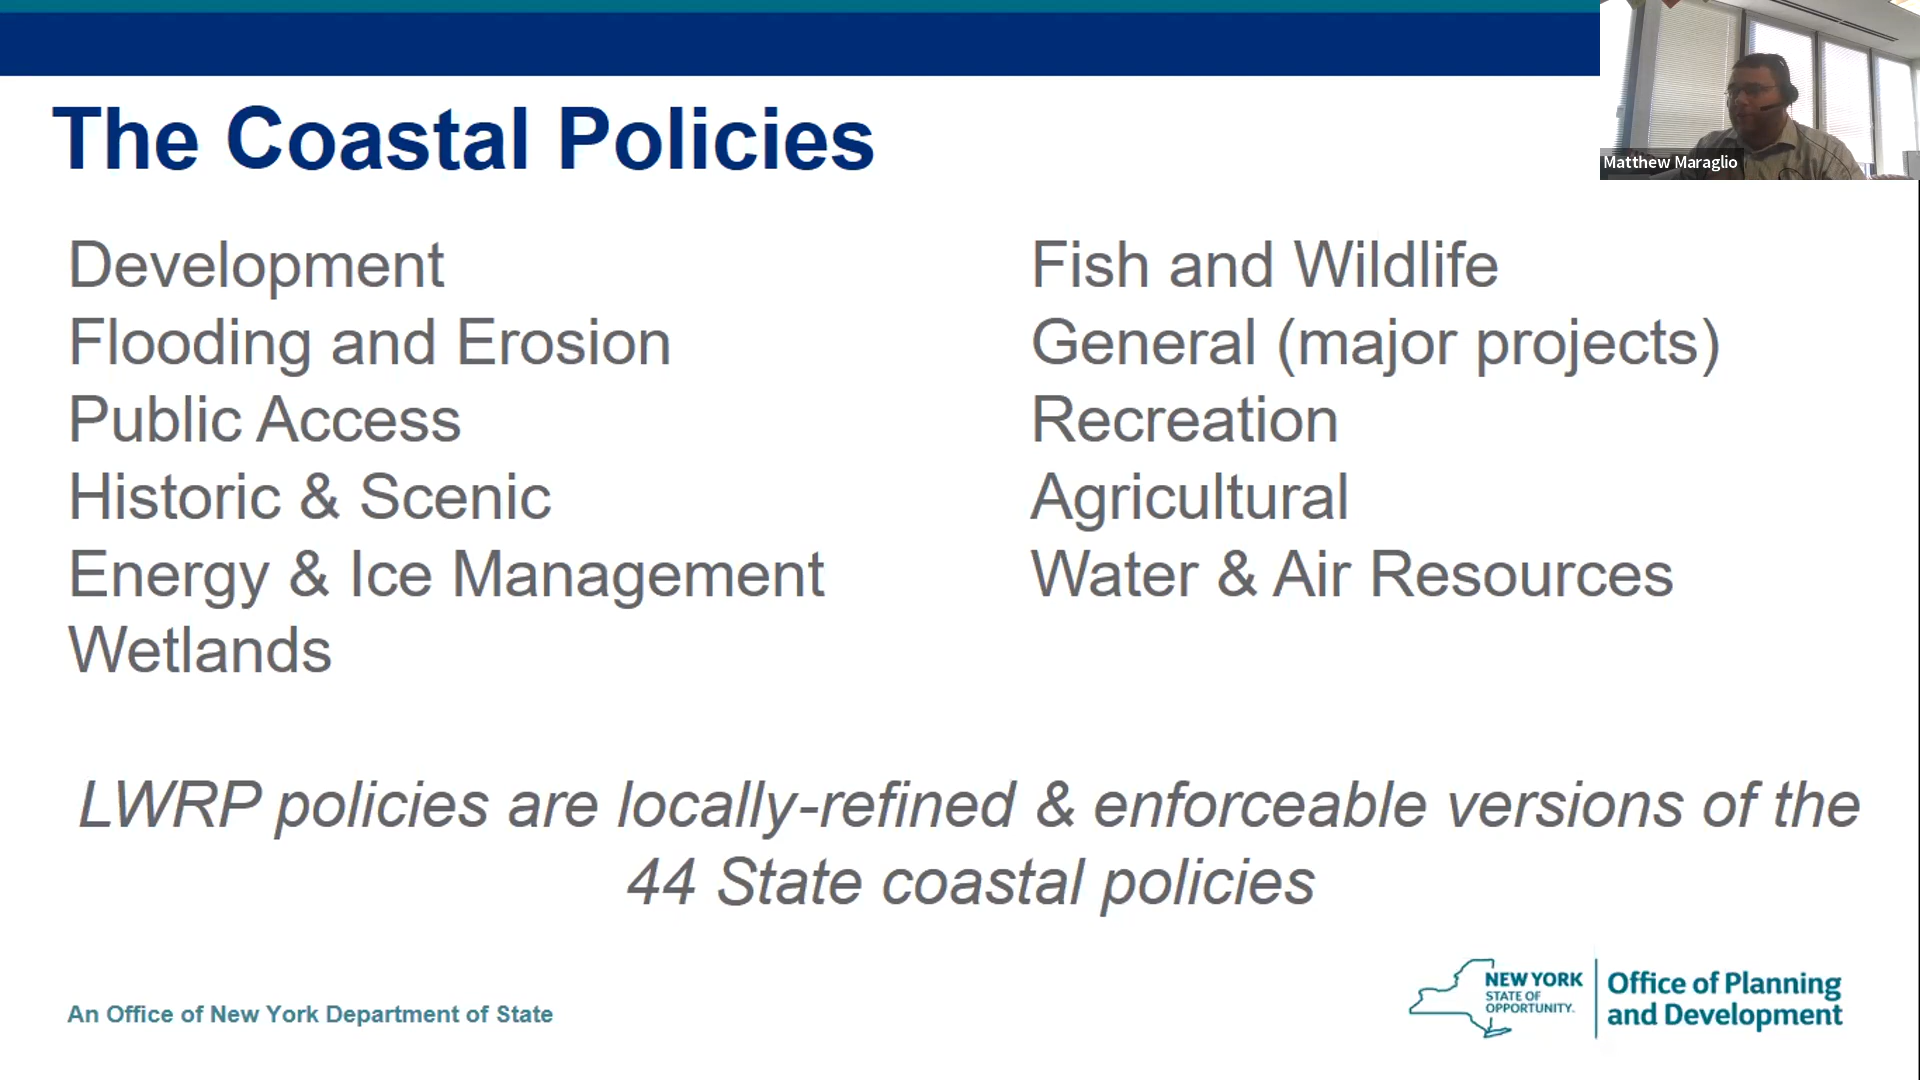 The Coastal Policies
Matthew Maraglio
Development
Flooding and Erosion
Public Access
Historic & Scenic
Energy & Ice Management
Wetlands
Fish and Wildlife
General (major projects)
Recreation
Agricultural
Water & Air Resources
LWRP policies are locally-refined & enforceable versions of the
44 State coastal policies
An Office of New York Department of State
NEW YORK
STATE OF
OPPORTUNITY.
Office of Planning
and Development